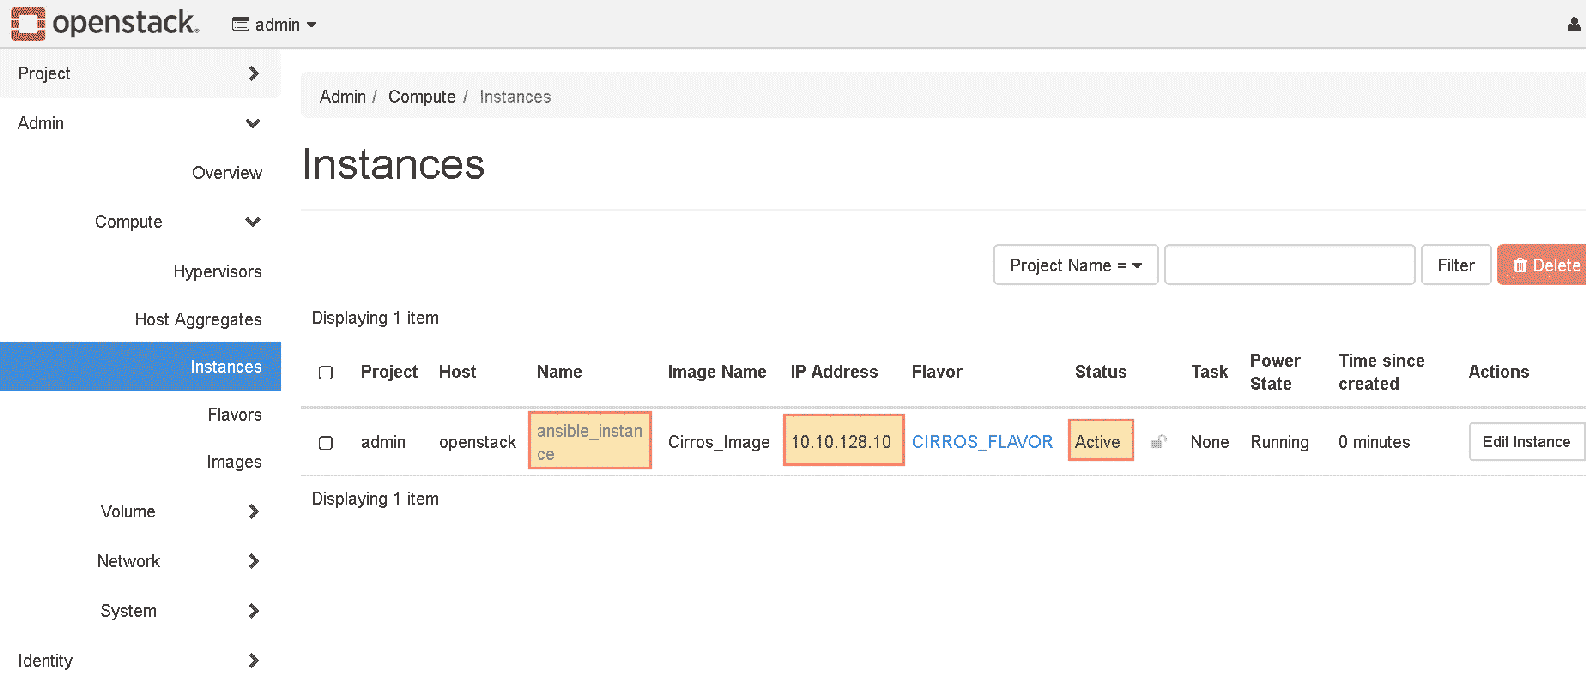 openstack. admin
Project
Admin
Overview
Compute
Hypervisors
Host Aggregates
Instances
Flavors
Images
Volume
Network
System
Identity
Admin / Compute / Instances
Instances
Project Name = Filter Delete
Displaying 1 item
Project Host Name Image Name IP Address Flavor Status Task Power State Time since created Actions
admin openstack ansible_instan
ce Cirros_Image 10.10.128.10 CIRROS_FLAVOR Active None Running 0 minutes Edit Instance
Displaying 1 item